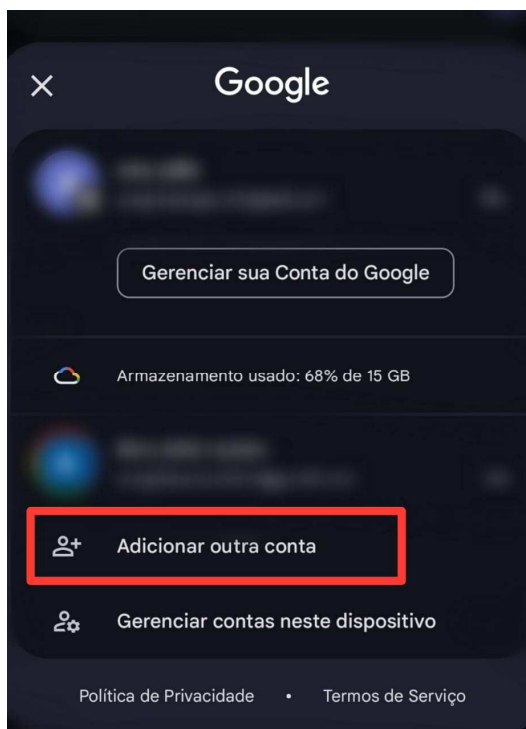 Google
Gerenciar sua Conta do Google
Armazenamento usado: 68% de 15 GB
Adicionar outra conta
Gerenciar contas neste dispositivo
Política de Privacidade • Termos de Serviço